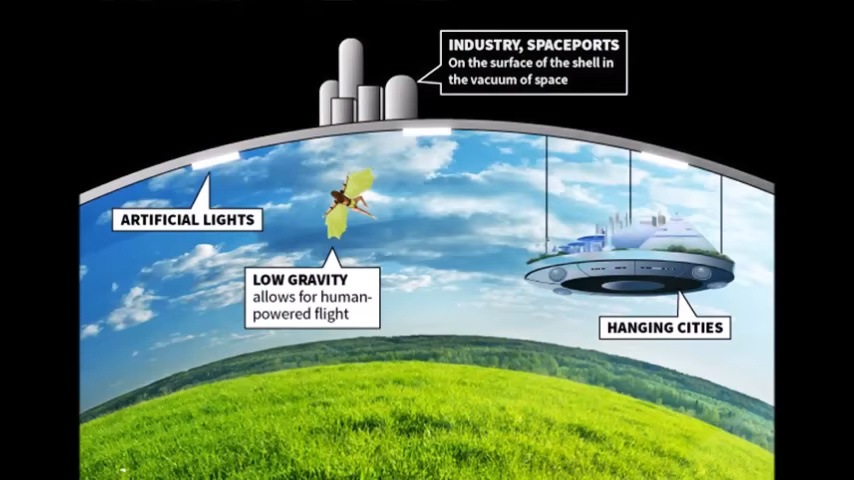 INDUSTRY, SPACEPORTS
On the surface of the shell in
the vacuum of space
ARTIFICIAL LIGHTS
LOW GRAVITY
allows for human-
powered flight
HANGING CITIES